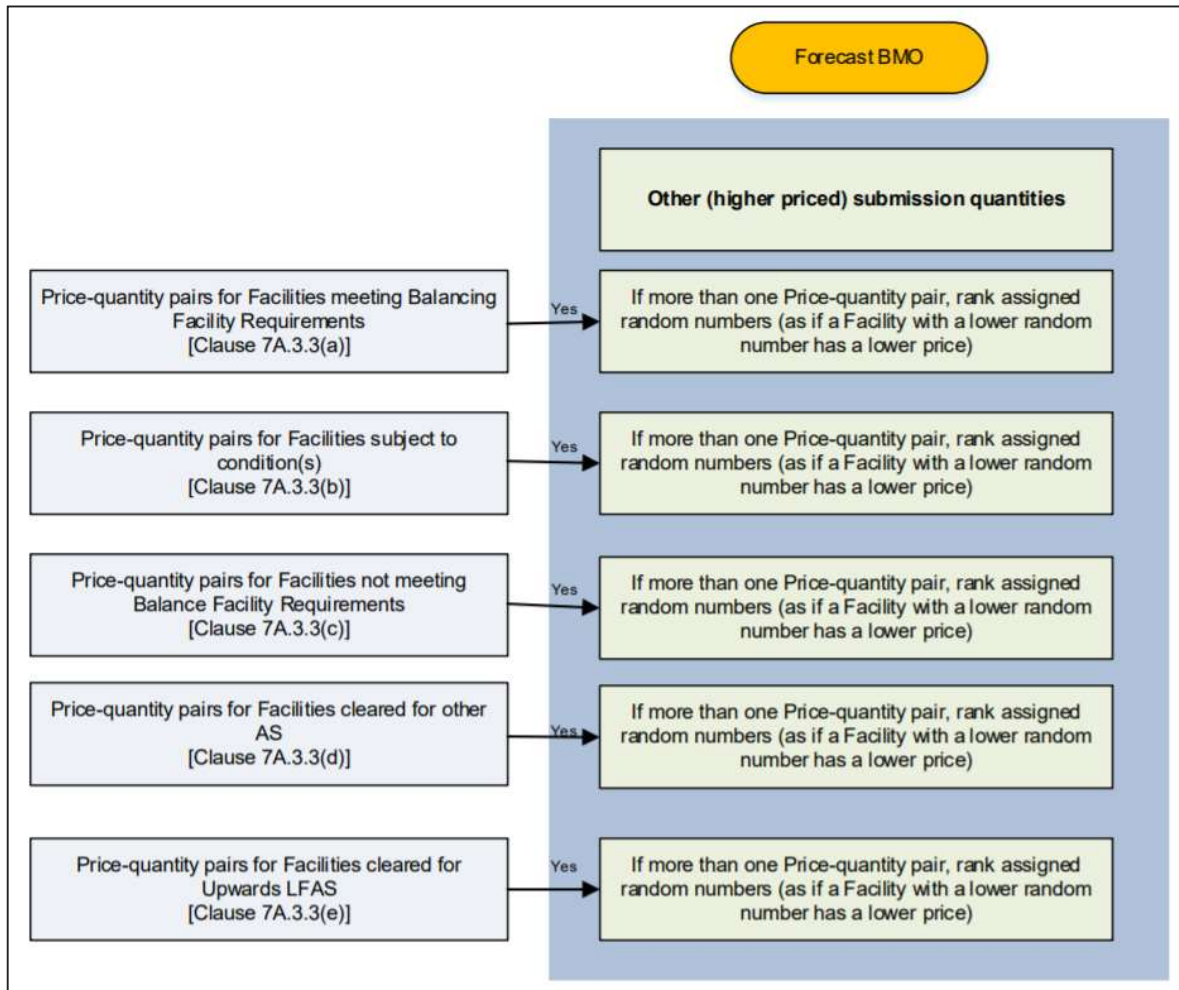 Forecast BMO
Other (higher priced) submission quantities
Price-quantity pairs for Facilities meeting Balancing
Facility Requirements
[Clause 7A.3.3(a)]
Yes
If more than one Price-quantity pair, rank assigned
random numbers (as if a Facility with a lower random
number has a lower price)
Price-quantity pairs for Facilities subject to
condition(s)
[Clause 7A.3.3(b)]
Yes
If more than one Price-quantity pair, rank assigned
random numbers (as if a Facility with a lower random
number has a lower price)
Price-quantity pairs for Facilities not meeting
Balance Facility Requirements
[Clause 7A.3.3(c)]
Yes
If more than one Price-quantity pair, rank assigned
random numbers (as if a Facility with a lower random
number has a lower price)
Price-quantity pairs for Facilities cleared for other
AS
[Clause 7A.3.3(d)]
Yes
If more than one Price-quantity pair, rank assigned
random numbers (as if a Facility with a lower random
number has a lower price)
Price-quantity pairs for Facilities cleared for
Upwards LFAS
[Clause 7A.3.3(e)]
Yes
If more than one Price-quantity pair, rank assigned
random numbers (as if a Facility with a lower random
number has a lower price)